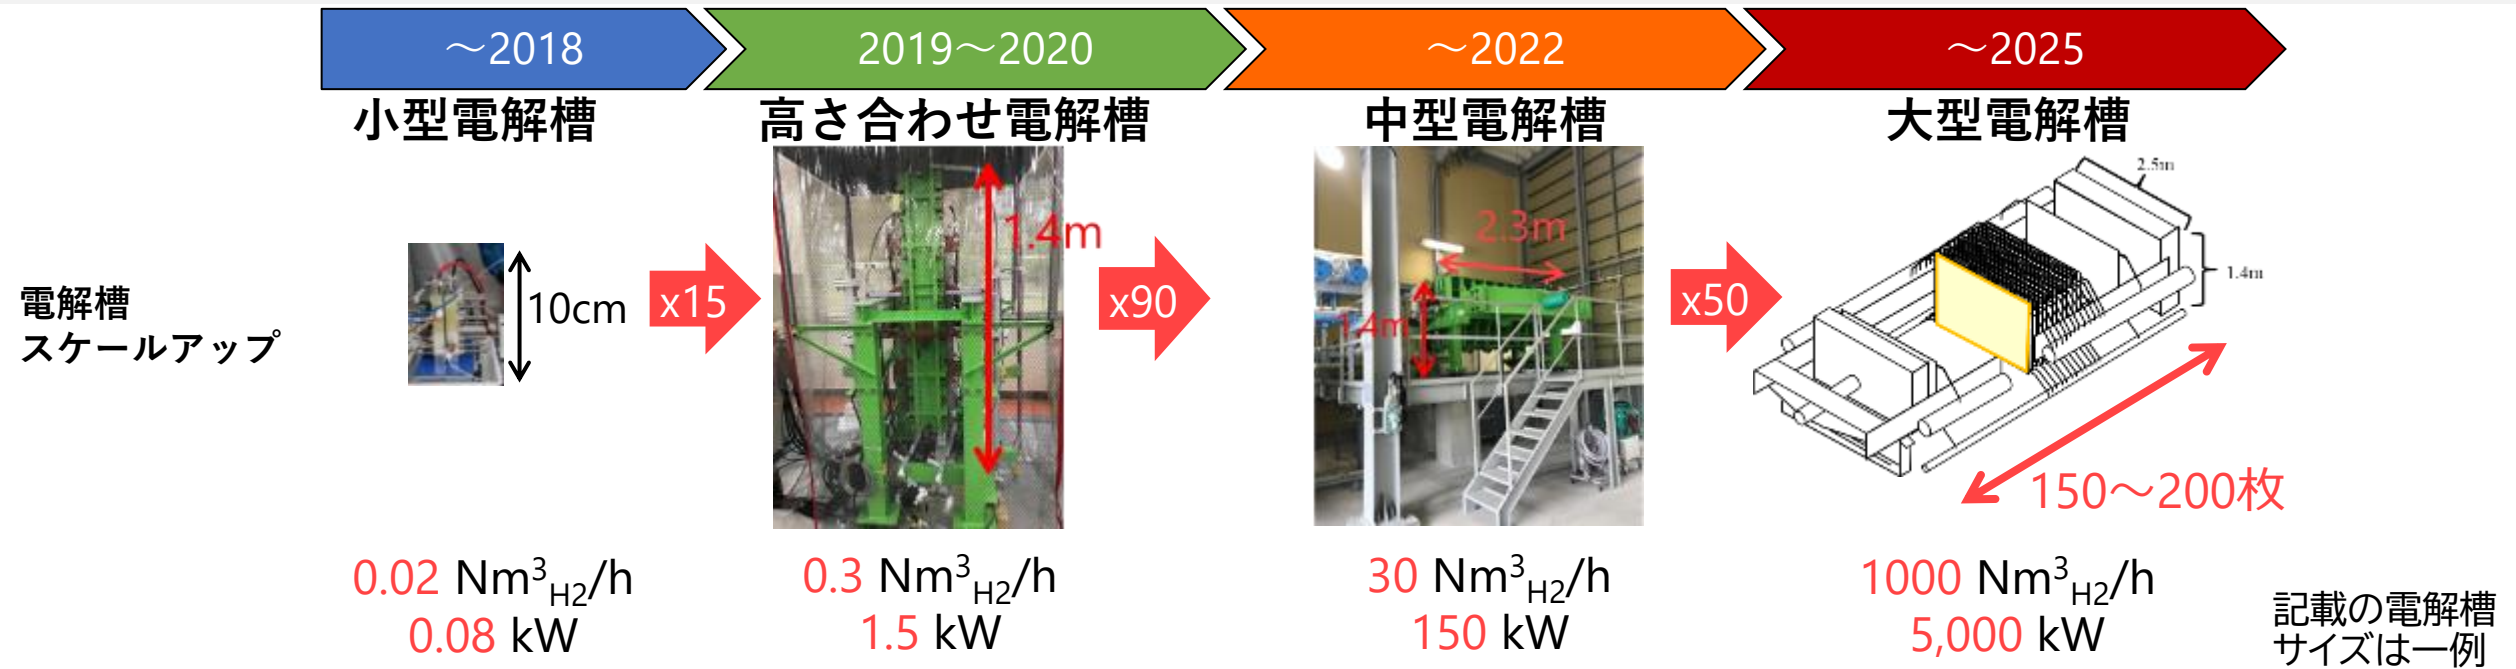 ～2018
2019～2020
～2022
～2025
小型電解槽
高さ合わせ電解槽
中型電解槽
大型電解槽
電解槽
スケールアップ
10cm
x15
1.4m
x90
2.3m
1.4m
x50
2.5m
1.4m
150～200枚
0.02 Nm³H2/h
0.08 kW
0.3 Nm³H2/h
1.5 kW
30 Nm³H2/h
150 kW
1000 Nm³H2/h
5,000 kW
記載の電解槽
サイズは一例